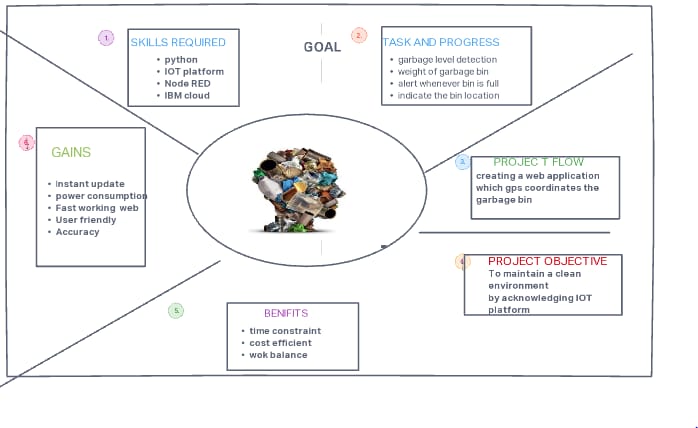 1.
SKILLS REQUIRED
• python
• IOT platform
• Node RED
• IBM cloud
GOAL
2.
TASK AND PROGRESS
• garbage level detection
• weight of garbage bin
• alert whenever bin is full
• indicate the bin location
3.
PROJEC T FLOW
creating a web application
which gps coordinates the
garbage bin
PROJECT OBJECTIVE
To maintain a clean
environment
by acknowledging IOT
platform
5.
BENIFITS
• time constraint
• cost efficient
• wok balance
GAINS
• Instant update
• power consumption
• Fast working web
• User friendly
• Accuracy